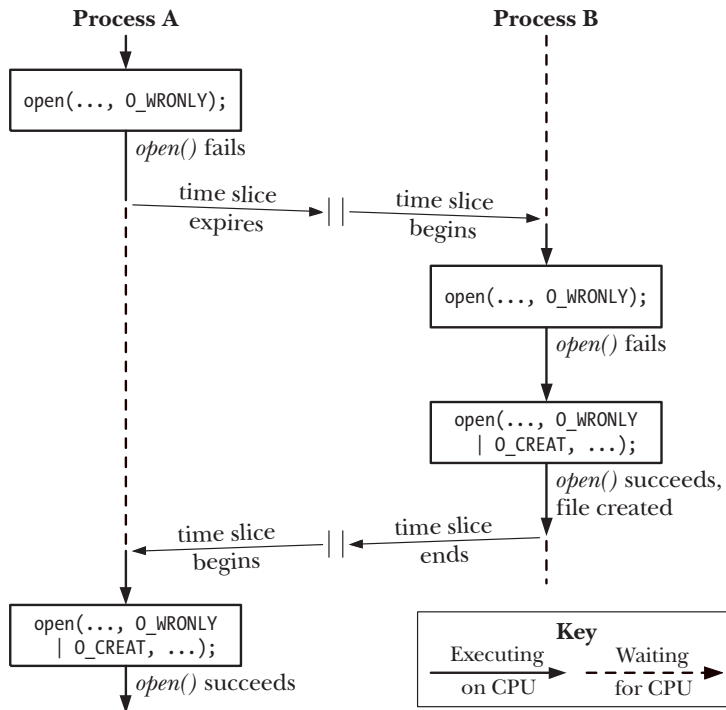 Process A
Process B
open(..., O_WRONLY);
open() fails
time slice
expires
time slice
begins
open(..., O_WRONLY);
open() fails
open(..., O_WRONLY
| O_CREAT, ...);
open() succeeds,
file created
time slice
begins
time slice
ends
open(..., O_WRONLY
| O_CREAT, ...);
open() succeeds
Key
Executing
on CPU
Waiting
for CPU